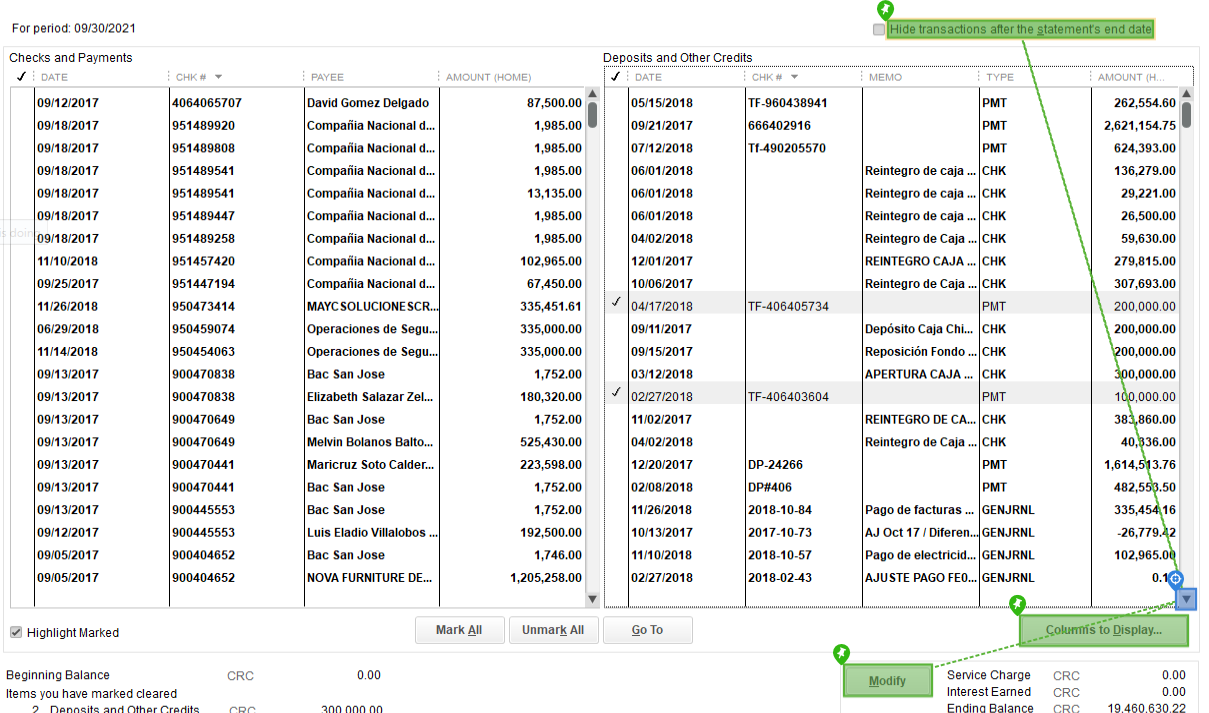 For period: 09/30/2021
Hide transactions after the statement's end date
Checks and Payments
✓ DATE CHK # PAYEE AMOUNT (HOME)
09/12/2017 4064065707 David Gomez Delgado 87,500.00
09/18/2017 951489920 Compañia Nacional d... 1,985.00
09/18/2017 951489808 Compañia Nacional d... 1,985.00
09/18/2017 951489541 Compañia Nacional d... 1,985.00
09/18/2017 951489541 Compañia Nacional d... 13,135.00
09/18/2017 951489447 Compañia Nacional d... 1,985.00
is doing
09/18/2017 951489258 Compañia Nacional d... 1,985.00
11/10/2018 951457420 Compañia Nacional d... 102,965.00
09/25/2017 951447194 Compañia Nacional d... 67,450.00
11/26/2018 950473414 MAYCSOLUCIONESCR... 335,451.61
06/29/2018 950459074 Operaciones de Segu... 335,000.00
11/14/2018 950454063 Operaciones de Segu... 335,000.00
09/13/2017 900470838 Bac San Jose 1,752.00
09/13/2017 900470838 Elizabeth Salazar Zel... 180,320.00
09/13/2017 900470649 Bac San Jose 1,752.00
09/13/2017 900470649 Melvin Bolanos Balto... 525,430.00
09/13/2017 900470441 Maricruz Soto Calder... 223,598.00
09/13/2017 900470441 Bac San Jose 1,752.00
09/13/2017 900445553 Bac San Jose 1,752.00
09/12/2017 900445553 Luis Eladio Villalobos ... 192,500.00
09/05/2017 900404652 Bac San Jose 1,746.00
09/05/2017 900404652 NOVA FURNITURE DE... 1,205,258.00
Deposits and Other Credits
✓ DATE CHK # MEMO TYPE AMOUNT (H...
05/15/2018 TF-960438941 PMT 262,554.60
09/21/2017 666402916 PMT 2,621,154.75
07/12/2018 Tf-490205570 PMT 624,393.00
06/01/2018 Reintegro de caja ... CHK 136,279.00
06/01/2018 Reintegro de caja ... CHK 29,221.00
06/01/2018 Reintegro de caja ... CHK 26,500.00
04/02/2018 Reintegro de Caja ... CHK 59,630.00
12/01/2017 REINTEGRO CAJA ... CHK 279,815.00
10/06/2017 Reintegro de Caja ... CHK 307,693.00
✓ 04/17/2018 TF-406405734 PMT 200,000.00
09/11/2017 Depósito Caja Chi... CHK 200,000.00
09/15/2017 Reposición Fondo ... CHK 200,000.00
03/12/2018 APERTURA CAJA ... CHK 300,000.00
✓ 02/27/2018 TF-406403604 PMT 100,000.00
11/02/2017 REINTEGRO DE CA... CHK 383,860.00
04/02/2018 Reintegro de Caja ... CHK 40,336.00
12/20/2017 DP-24266 PMT 1,614,513.76
02/08/2018 DP#406 PMT 482,553.50
11/26/2018 2018-10-84 Pago de facturas ... GENJRNL 335,454.16
10/13/2017 2017-10-73 AJ Oct 17 / Diferen... GENJRNL -26,779.42
11/10/2018 2018-10-57 Pago de electricid... GENJRNL 102,965.00
02/27/2018 2018-02-43 AJUSTE PAGO FE0... GENJRNL
Highlight Marked
Mark All Unmark All Go To Columns to Display...
Modify
Beginning Balance CRC 0.00
Items you have marked cleared
2 Deposits and Other Credits CRC 300,000.00
Service Charge CRC 0.00
Interest Earned CRC 0.00
Ending Balance CRC 19,460,630.22